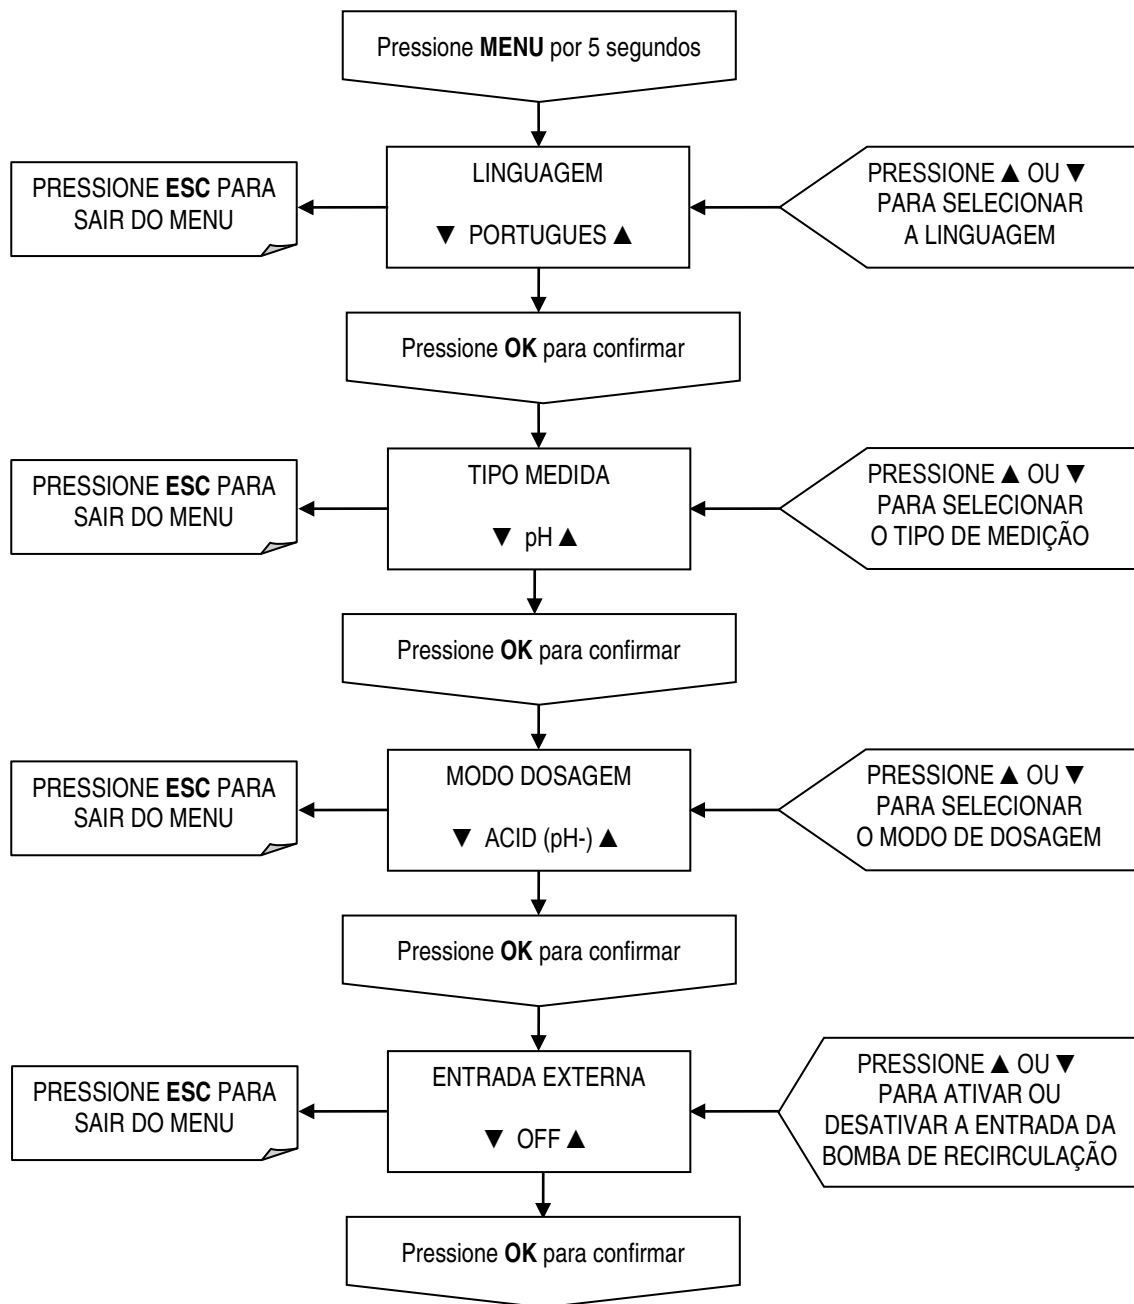 Pressione MENU por 5 segundos
PRESSIONE ESC PARA
SAIR DO MENU
LINGUAGEM
▼ PORTUGUES ▲
PRESSIONE ▲ OU ▼
PARA SELECIONAR
A LINGUAGEM
Pressione OK para confirmar
PRESSIONE ESC PARA
SAIR DO MENU
TIPO MEDIDA
▼ pH ▲
PRESSIONE ▲ OU ▼
PARA SELECIONAR
O TIPO DE MEDIÇÃO
Pressione OK para confirmar
PRESSIONE ESC PARA
SAIR DO MENU
MODO DOSAGEM
▼ ACID (pH-) ▲
PRESSIONE ▲ OU ▼
PARA SELECIONAR
O MODO DE DOSAGEM
Pressione OK para confirmar
PRESSIONE ESC PARA
SAIR DO MENU
ENTRADA EXTERNA
▼ OFF ▲
PRESSIONE ▲ OU ▼
PARA ATIVAR OU
DESATIVAR A ENTRADA DA
BOMBA DE RECIRCULAÇÃO
Pressione OK para confirmar